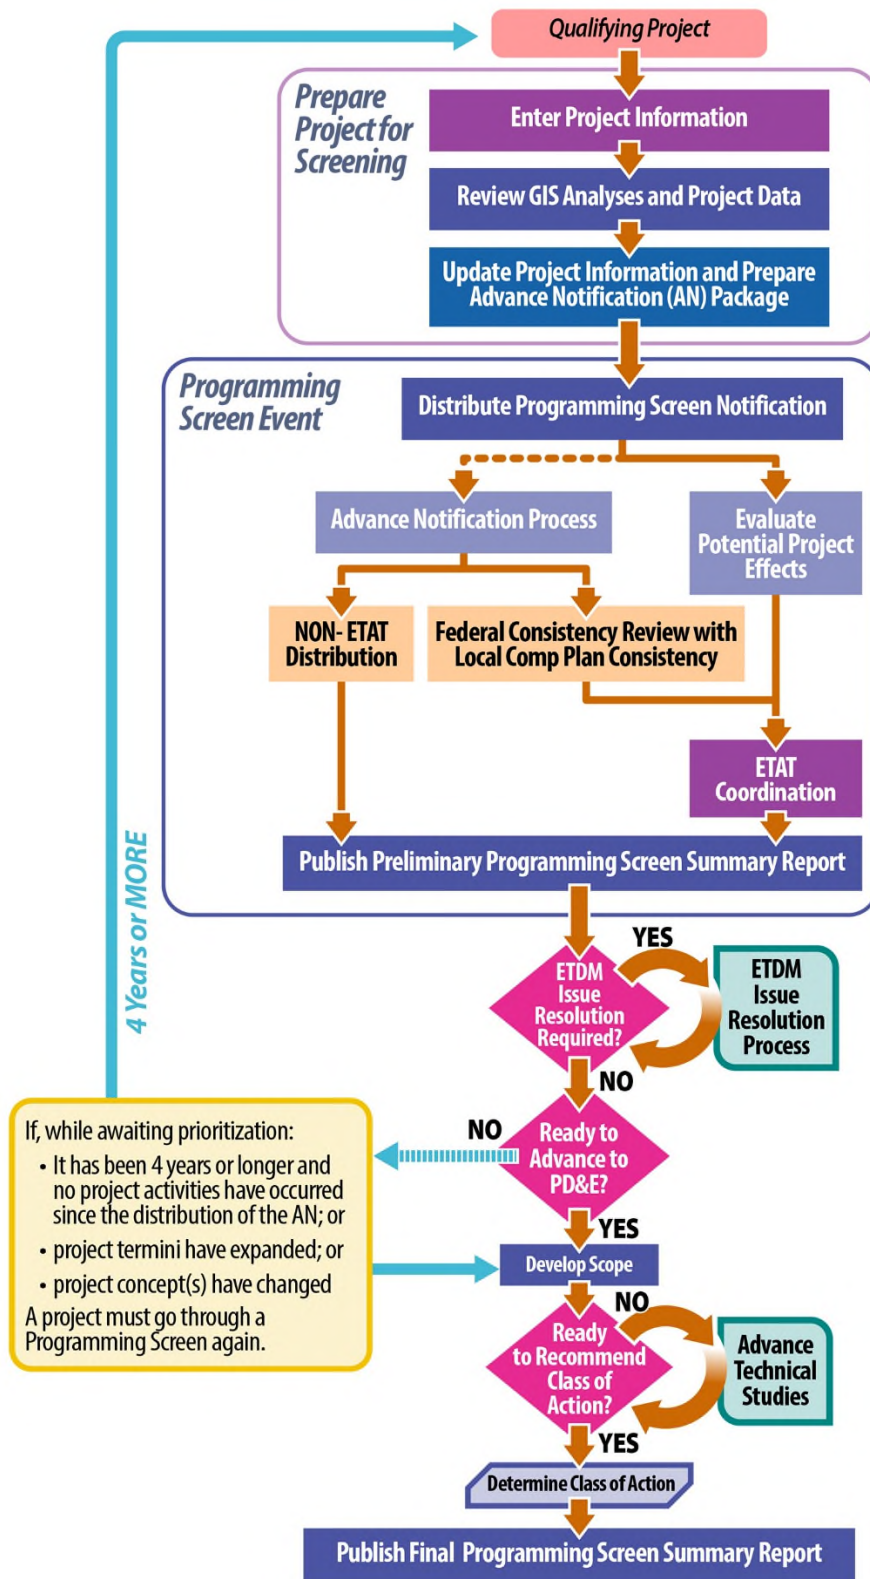 Qualifying Project
Prepare
Project for
Screening
Enter Project Information
Review GIS Analyses and Project Data
Update Project Information and Prepare
Advance Notification (AN) Package
Programming
Screen Event
Distribute Programming Screen Notification
Advance Notification Process
Evaluate
Potential Project
Effects
NON- ETAT
Distribution
Federal Consistency Review with
Local Comp Plan Consistency
ETAT
Coordination
Publish Preliminary Programming Screen Summary Report
4 Years or MORE
YES
ETDM
Issue
Resolution
Required?
ETDM
Issue
Resolution
Process
NO
NO
Ready to
Advance to
PD&E?
If, while awaiting prioritization:
• It has been 4 years or longer and
no project activities have occurred
since the distribution of the AN; or
• project termini have expanded; or
• project concept(s) have changed
A project must go through a
Programming Screen again.
YES
Develop Scope
NO
Ready
to Recommend
Class of
Action?
Advance
Technical
Studies
YES
Determine Class of Action
Publish Final Programming Screen Summary Report